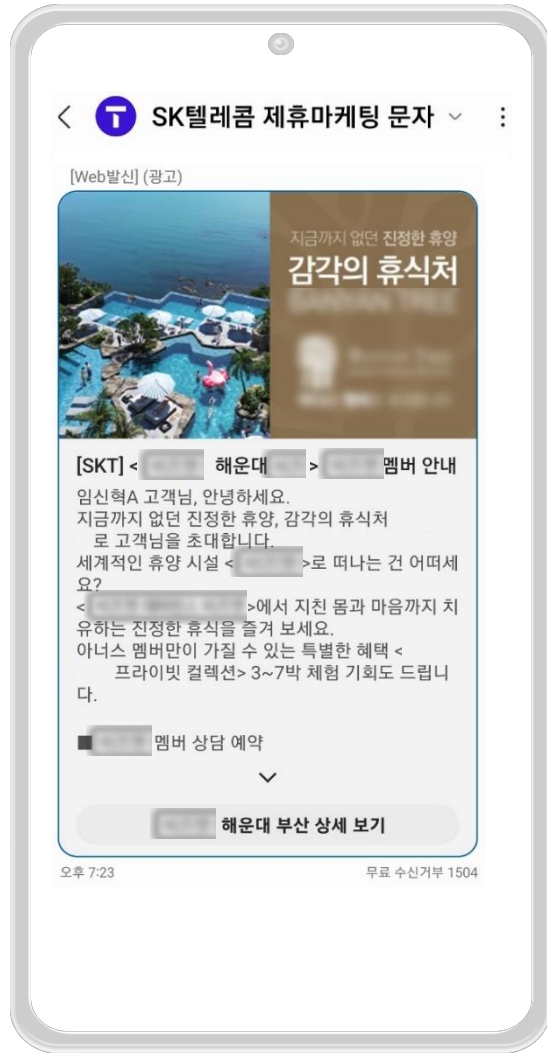 SK텔레콤 제휴마케팅 문자
[Web발신] (광고)
지금까지 없던 진정한 휴양
감각의 휴식처
[SKT] < 해운대 > 멤버 안내
임신혁A 고객님, 안녕하세요.
지금까지 없던 진정한 휴양, 감각의 휴식처
로 고객님을 초대합니다.
세계적인 휴양 시설 < >로 떠나는 건 어떠세
요?
< >에서 지친 몸과 마음까지 치
유하는 진정한 휴식을 즐겨 보세요.
아너스 멤버만이 가질 수 있는 특별한 혜택 <
프라이빗 컬렉션> 3~7박 체험 기회도 드립니
다.
■ 멤버 상담 예약
해운대 부산 상세 보기
오후 7:23
무료 수신거부 1504